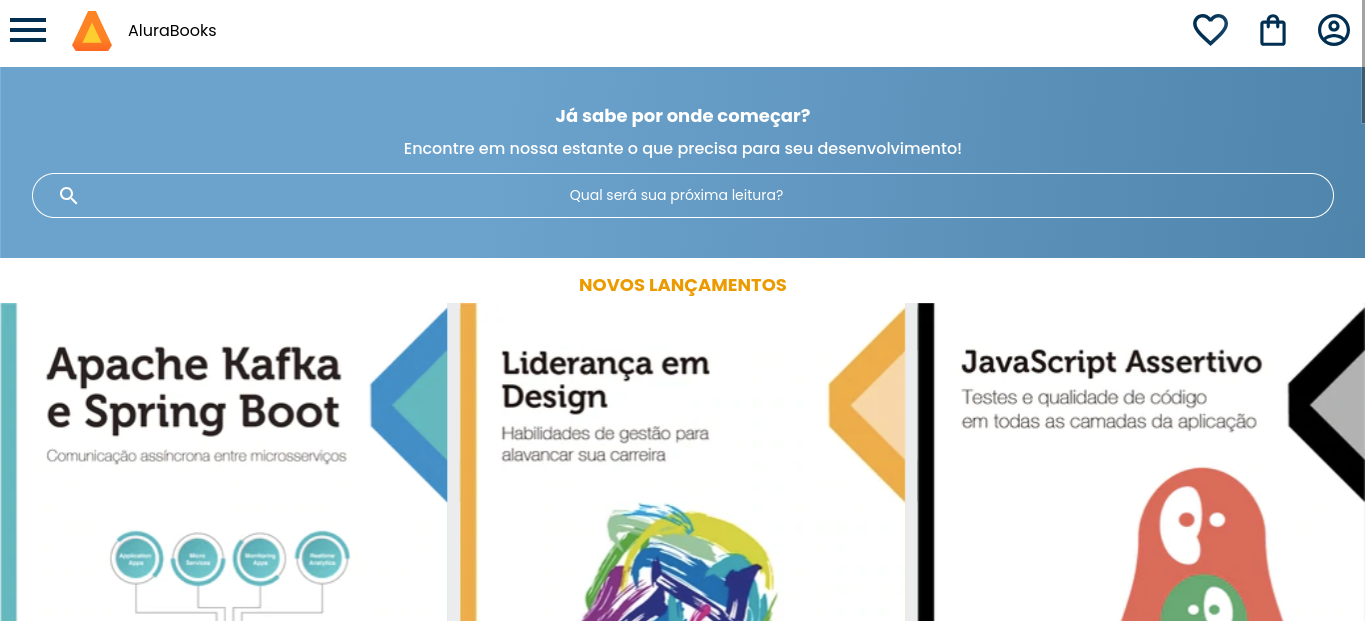 AluraBooks
Já sabe por onde começar?
Encontre em nossa estante o que precisa para seu desenvolvimento!
Qual será sua próxima leitura?
NOVOS LANÇAMENTOS
Apache Kafka
e Spring Boot
Comunicação assíncrona entre microsserviços
Application
Apps
Micro
Services
Monitoring
Apps
Realtime
Analytics
Liderança em
Design
Habilidades de gestão para
alavancar sua carreira
JavaScript Assertivo
Testes e qualidade de código
em todas as camadas da aplicação